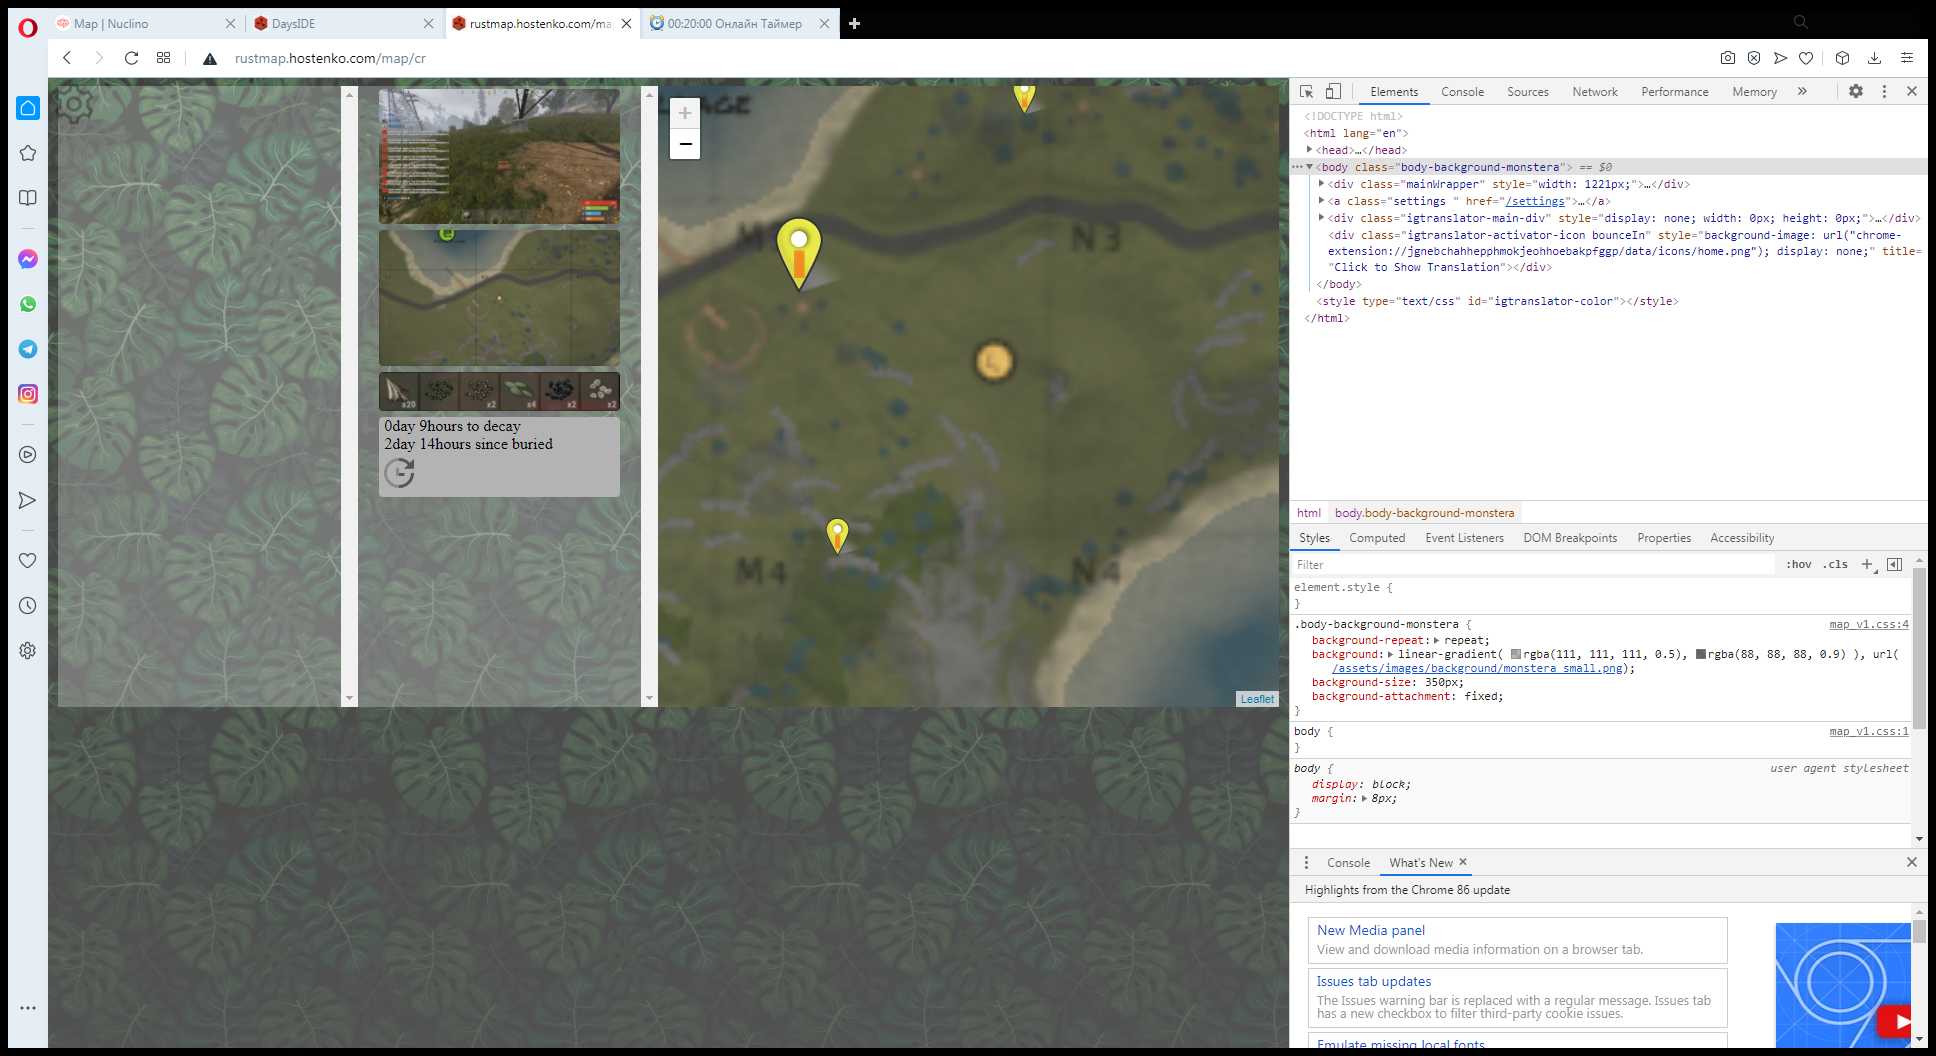 Map | Nuclino
DaysIDE
rustmap.hostenko.com/ma
00:20:00 Онлайн Таймер
rustmap.hostenko.com/map/cr
x20
x2
x4
x2
x2
0day 9hours to decay
2day 14hours since buried
+
−
N3
M4
N4
Leaflet
Elements
Console
Sources
Network
Performance
Memory
»
<!DOCTYPE html>
<html lang="en">
<head>…</head>
<body class="body-background-monstera"> == $0
<div class="mainWrapper" style="width: 1221px;">…</div>
<a class="settings " href="/settings">…</a>
<div class="igtranslator-main-div" style="display: none; width: 0px; height: 0px;">…</div>
<div class="igtranslator-activator-icon bounceIn" style="background-image: url("chrome-
extension://jgnebchahhepphmokjeohhoebakpfggp/data/icons/home.png"); display: none;" title=
"Click to Show Translation"></div>
</body>
<style type="text/css" id="igtranslator-color"></style>
</html>
html
body.body-background-monstera
Styles
Computed
Event Listeners
DOM Breakpoints
Properties
Accessibility
Filter
:hov
.cls
+
element.style {
}
.body-background-monstera {
map_v1.css:4
background-repeat: repeat;
background: linear-gradient( rgba(111, 111, 111, 0.5), rgba(88, 88, 88, 0.9) ), url(
/assets/images/background/monstera_small.png);
background-size: 350px;
background-attachment: fixed;
}
body {
map_v1.css:1
}
body {
user agent stylesheet
display: block;
margin: 8px;
}
Console
What's New
Highlights from the Chrome 86 update
New Media panel
View and download media information on a browser tab.
Issues tab updates
The Issues warning bar is replaced with a regular message. Issues tab
has a new checkbox to filter third-party cookie issues.
Emulate missing local fonts